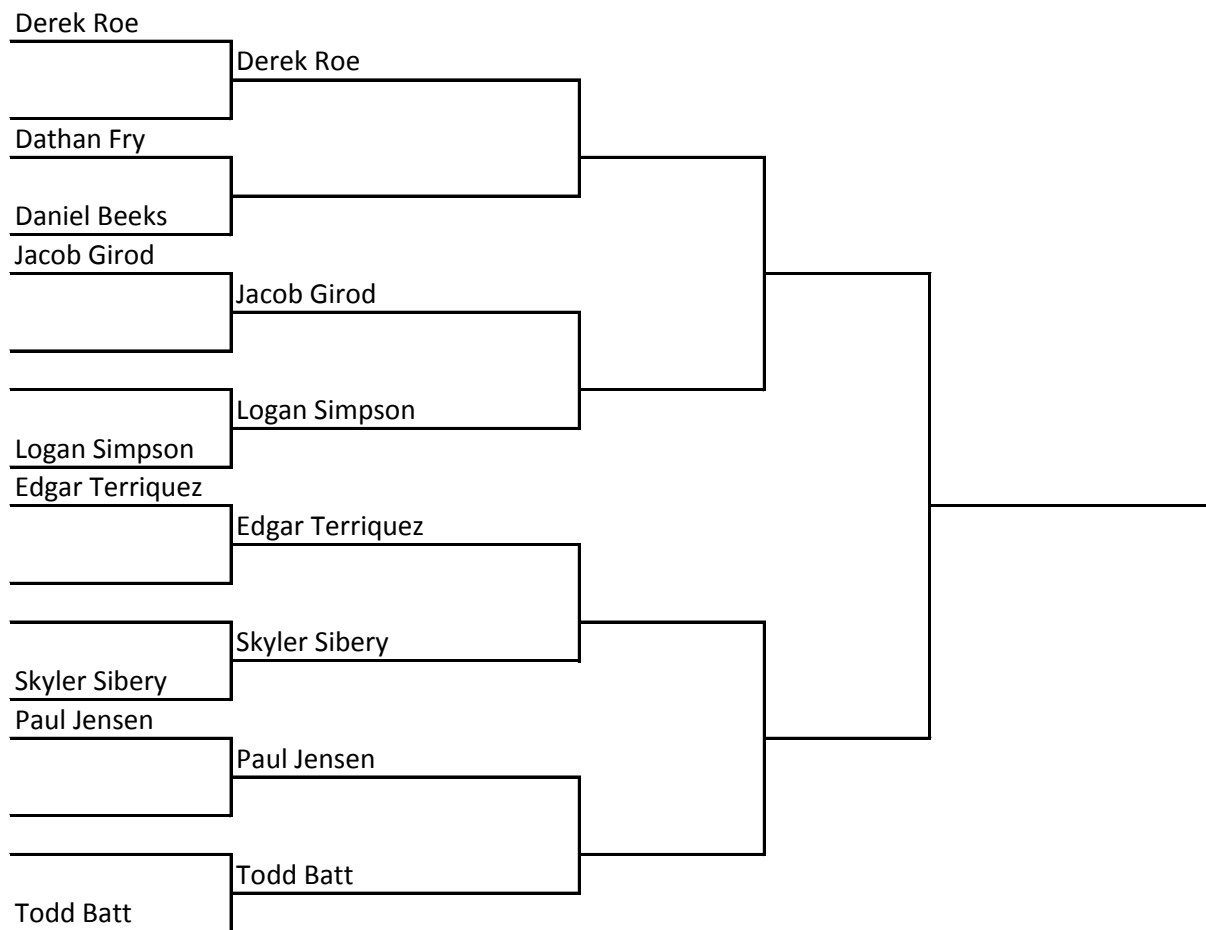 Derek Roe
Derek Roe
Dathan Fry
Daniel Beeks
Jacob Girod
Jacob Girod
Logan Simpson
Logan Simpson
Edgar Terriquez
Edgar Terriquez
Skyler Sibery
Skyler Sibery
Paul Jensen
Paul Jensen
Todd Batt
Todd Batt